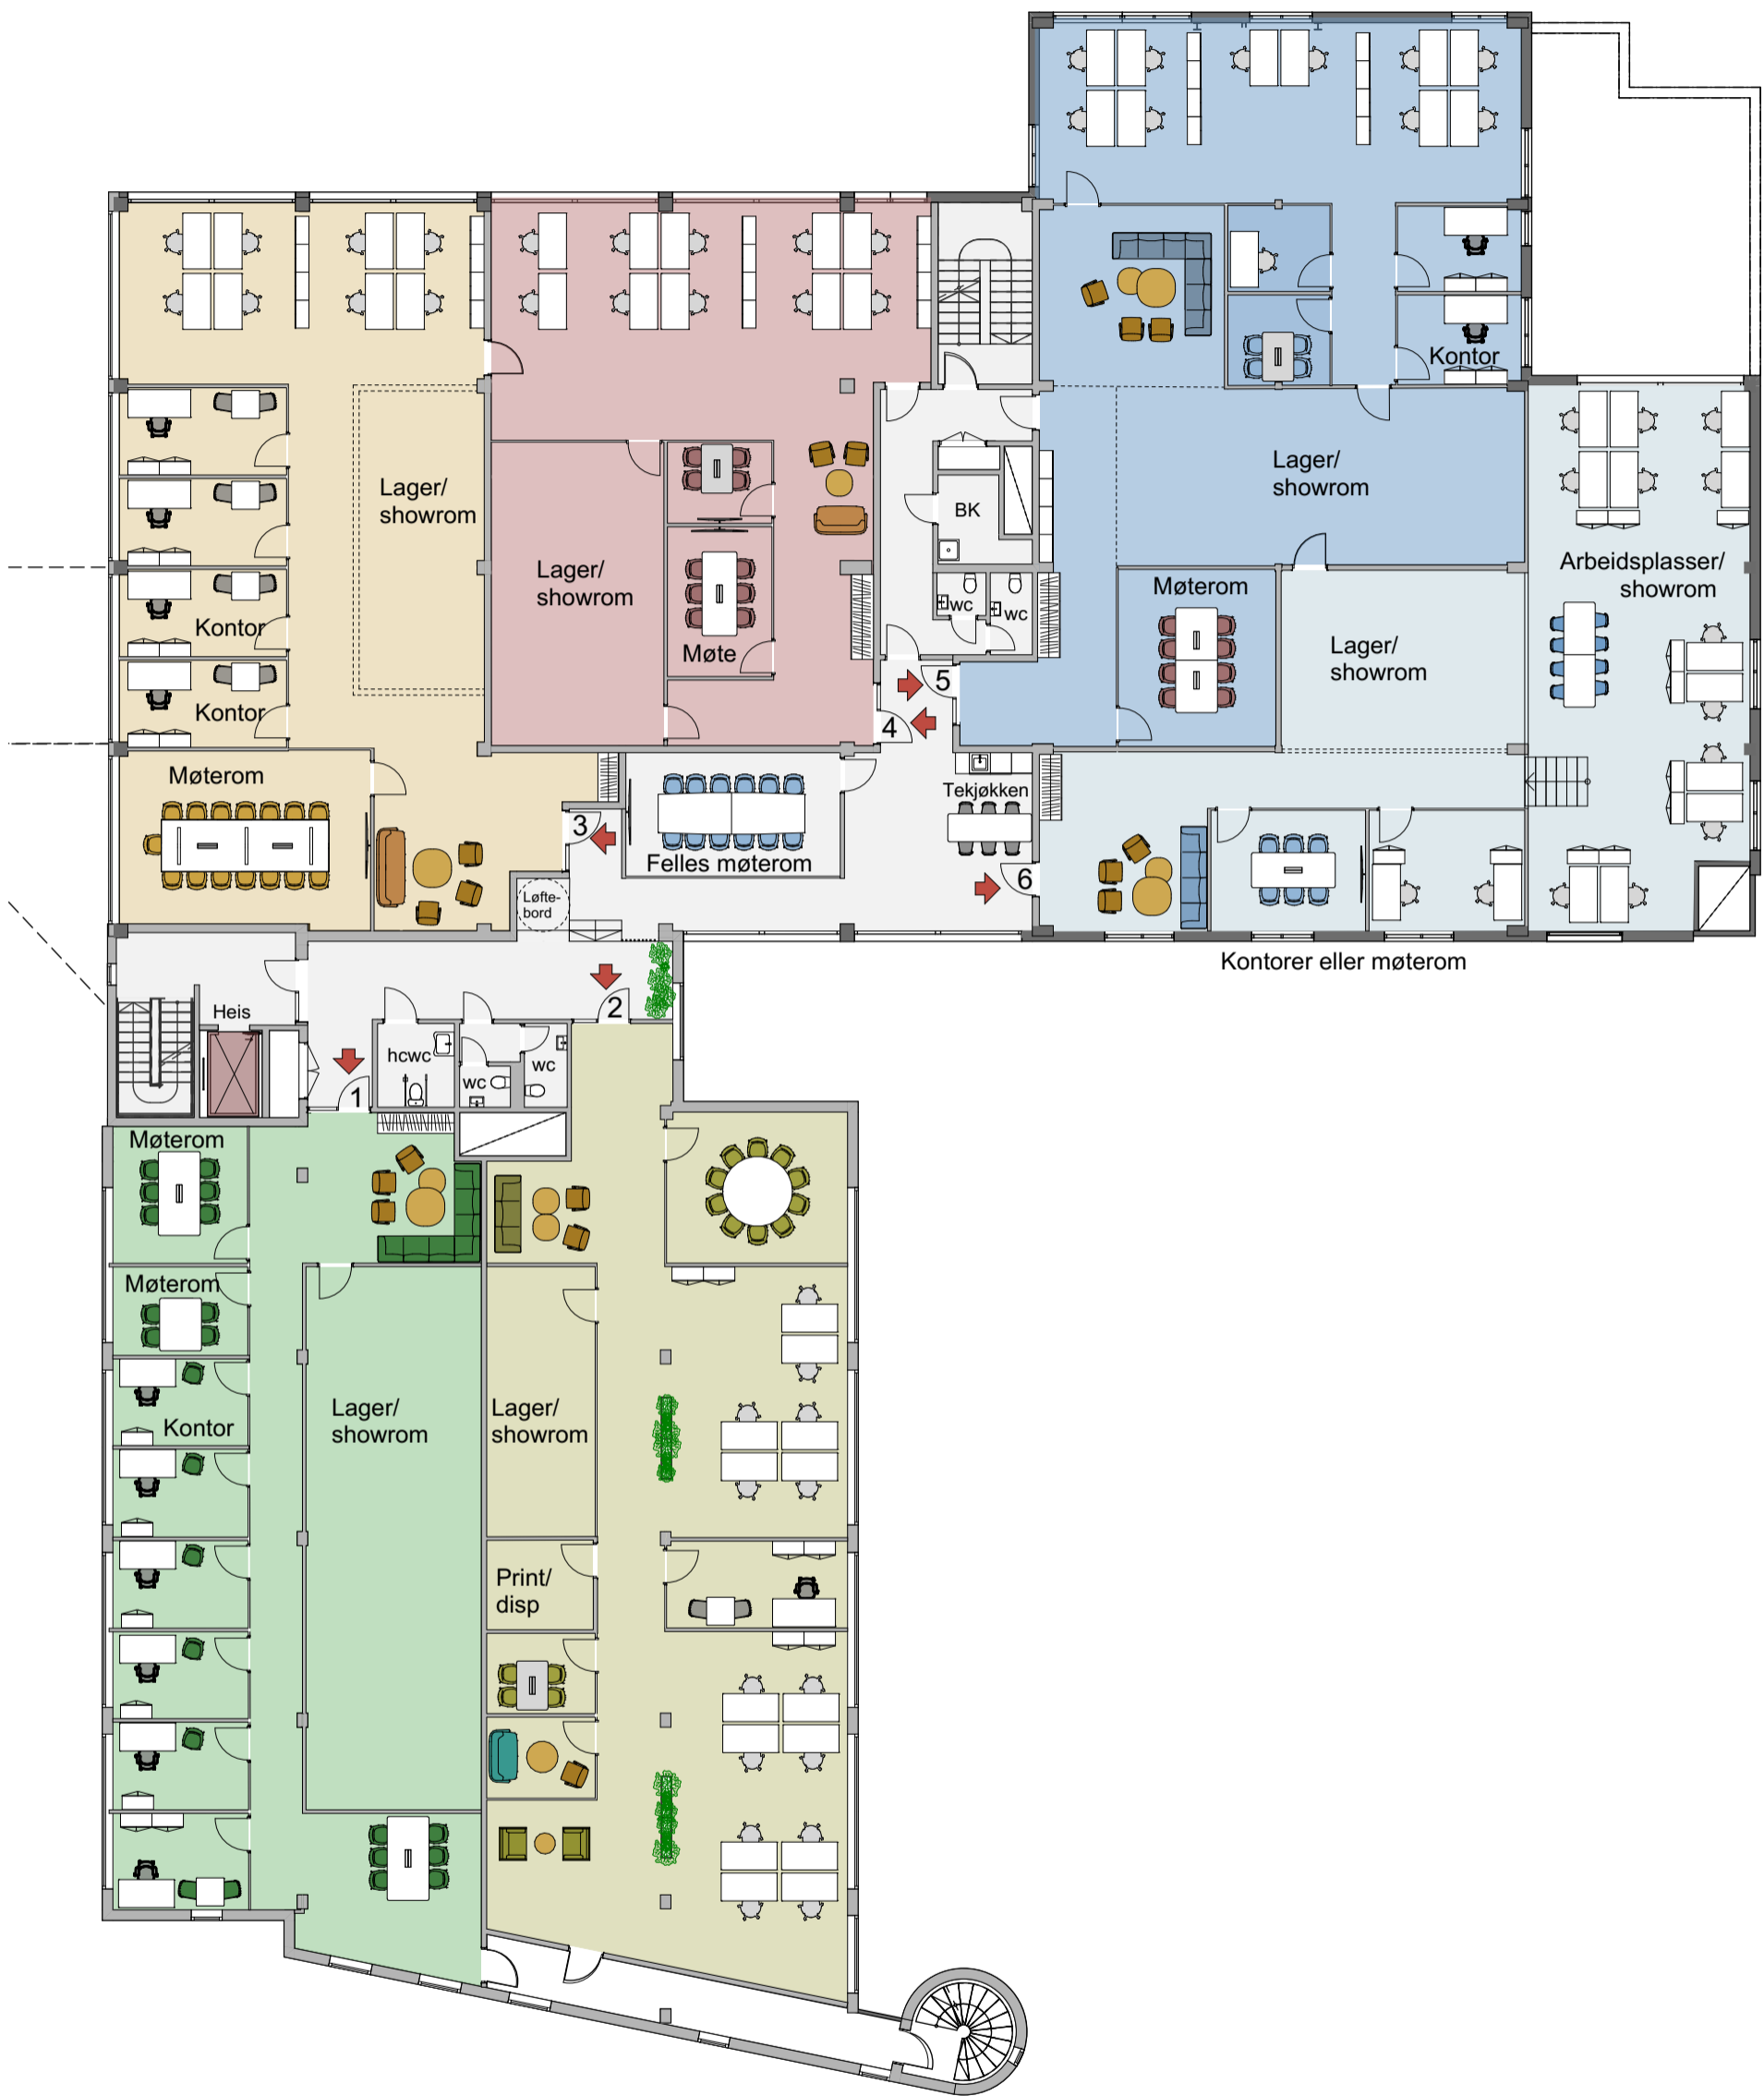 Kontor
Lager/
showrom
Lager/
showrom
BK
Arbeidsplasser/
showrom
Lager/
showrom
Møterom
wc
wc
Kontor
Møte
Lager/
showrom
Kontor
5
4
Møterom
Tekjøkken
3
Felles møterom
6
Løfte-
bord
Kontorer eller møterom
Heis
2
hcwc
wc
wc
1
Møterom
Møterom
Lager/
showrom
Lager/
showrom
Kontor
Print/
disp